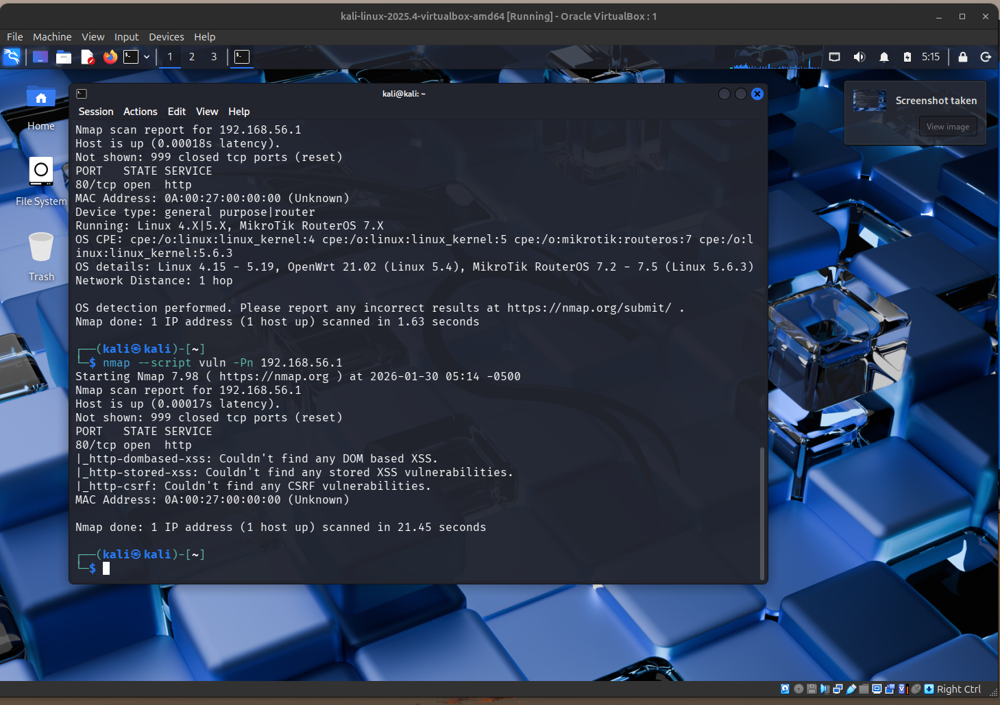 kali-linux-2025.4-virtualbox-amd64 [Running] - Oracle VirtualBox : 1
File Machine View Input Devices Help
1 2 3 5:15
kali@kali: ~
Session Actions Edit View Help
Screenshot taken
View image
Home
File System
Trash
Nmap scan report for 192.168.56.1
Host is up (0.00018s latency).
Not shown: 999 closed tcp ports (reset)
PORT   STATE SERVICE
80/tcp open  http
MAC Address: 0A:00:27:00:00:00 (Unknown)
Device type: general purpose|router
Running: Linux 4.X|5.X, MikroTik RouterOS 7.X
OS CPE: cpe:/o:linux:linux_kernel:4 cpe:/o:linux:linux_kernel:5 cpe:/o:mikrotik:routeros:7 cpe:/o:l
inux:linux_kernel:5.6.3
OS details: Linux 4.15 - 5.19, OpenWrt 21.02 (Linux 5.4), MikroTik RouterOS 7.2 - 7.5 (Linux 5.6.3)
Network Distance: 1 hop
OS detection performed. Please report any incorrect results at https://nmap.org/submit/ .
Nmap done: 1 IP address (1 host up) scanned in 1.63 seconds
┌──(kali㉿kali)-[~]
└─$ nmap --script vuln -Pn 192.168.56.1
Starting Nmap 7.98 ( https://nmap.org ) at 2026-01-30 05:14 -0500
Nmap scan report for 192.168.56.1
Host is up (0.00017s latency).
Not shown: 999 closed tcp ports (reset)
PORT   STATE SERVICE
80/tcp open  http
|_http-dombased-xss: Couldn't find any DOM based XSS.
|_http-stored-xss: Couldn't find any stored XSS vulnerabilities.
|_http-csrf: Couldn't find any CSRF vulnerabilities.
MAC Address: 0A:00:27:00:00:00 (Unknown)
Nmap done: 1 IP address (1 host up) scanned in 21.45 seconds
┌──(kali㉿kali)-[~]
└─$
Right Ctrl